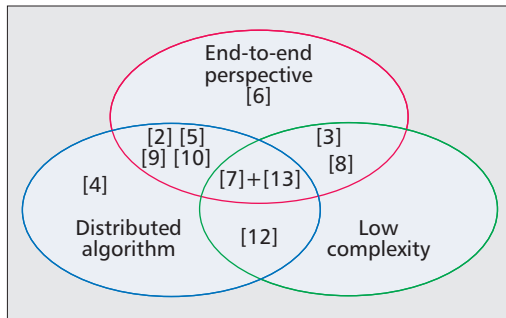 End-to-end
perspective
[6]
[2] [5]
[9] [10]
[3]
[8]
[7]+[13]
[4]
Distributed
algorithm
[12]
Low
complexity